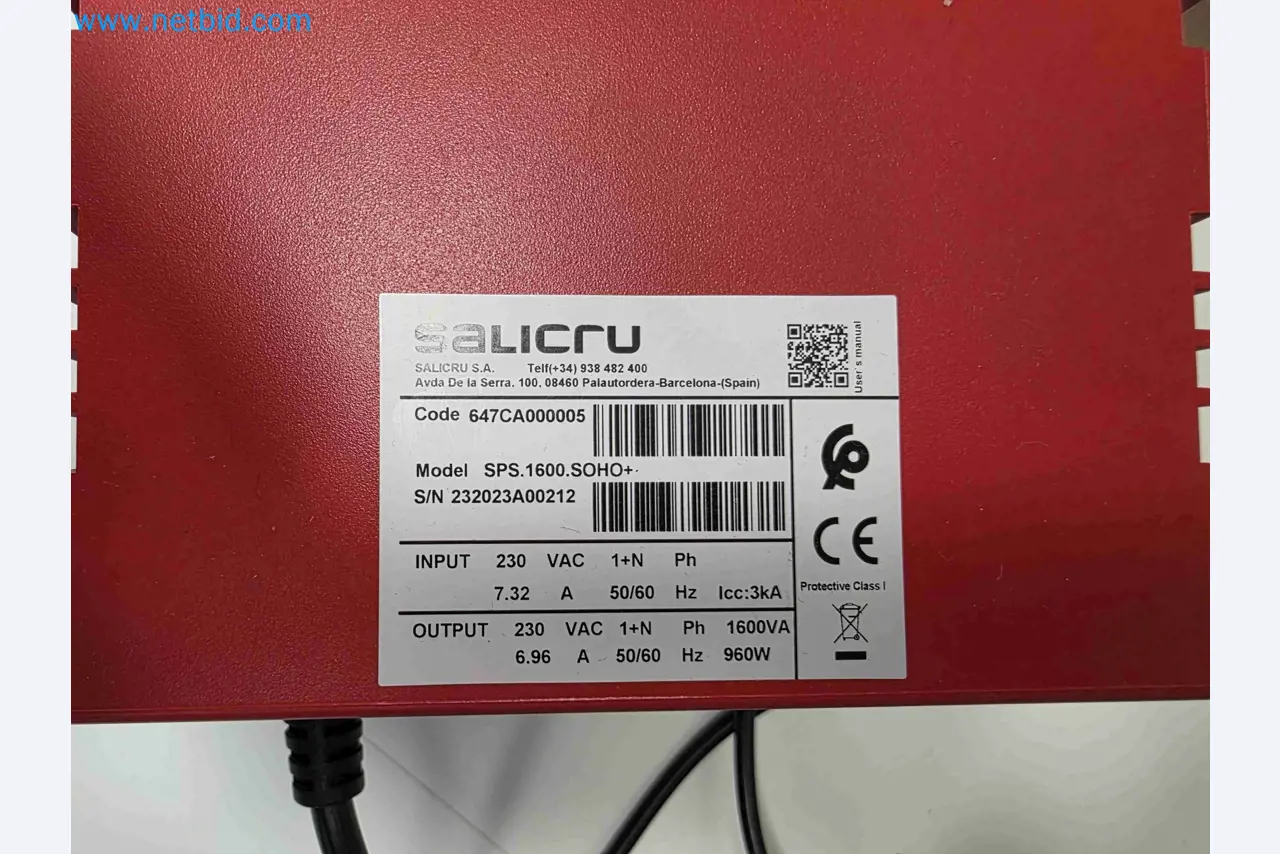 www.netbid.com
SALICRU
SALICRU S.A. Telf(+34) 938 482 400
Avda De la Serra, 100, 08460 Palautordera-Barcelona-(Spain)
User's manual
Code 647CA000005
Model SPS.1600.SOHO+
S/N 232023A00212
CE
Protective Class I
INPUT 230 VAC 1+N Ph
7.32 A 50/60 Hz Icc:3kA
OUTPUT 230 VAC 1+N Ph 1600VA
6.96 A 50/60 Hz 960W